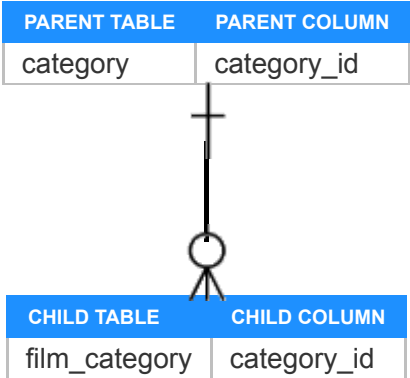 PARENT TABLE PARENT COLUMN
category category_id
CHILD TABLE CHILD COLUMN
film_category category_id